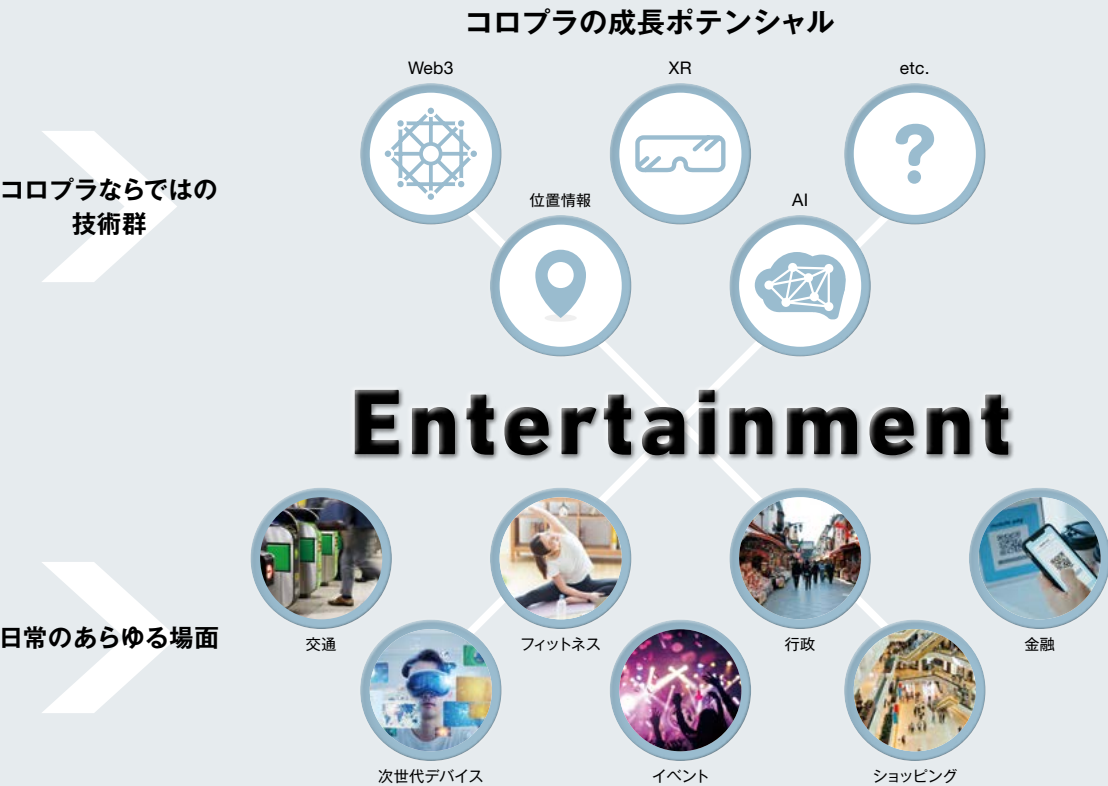 コロプラの成長ポテンシャル
Web3
XR
etc.
コロプラならではの
技術群
位置情報
AI
?
Entertainment
日常のあらゆる場面
交通
フィットネス
行政
金融
次世代デバイス
イベント
ショッピング